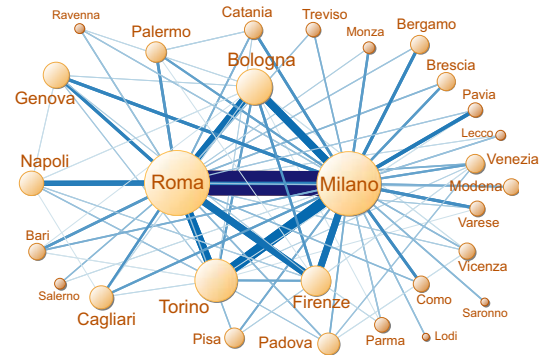 Ravenna
Catania
Treviso
Palermo
Monza
Bergamo
Bologna
Brescia
Genova
Pavia
Lecco
Napoli
Venezia
Roma
Milano
Modena
Varese
Bari
Vicenza
Salerno
Cagliari
Torino
Firenze
Como
Saronno
Pisa
Padova
Parma
Lodi